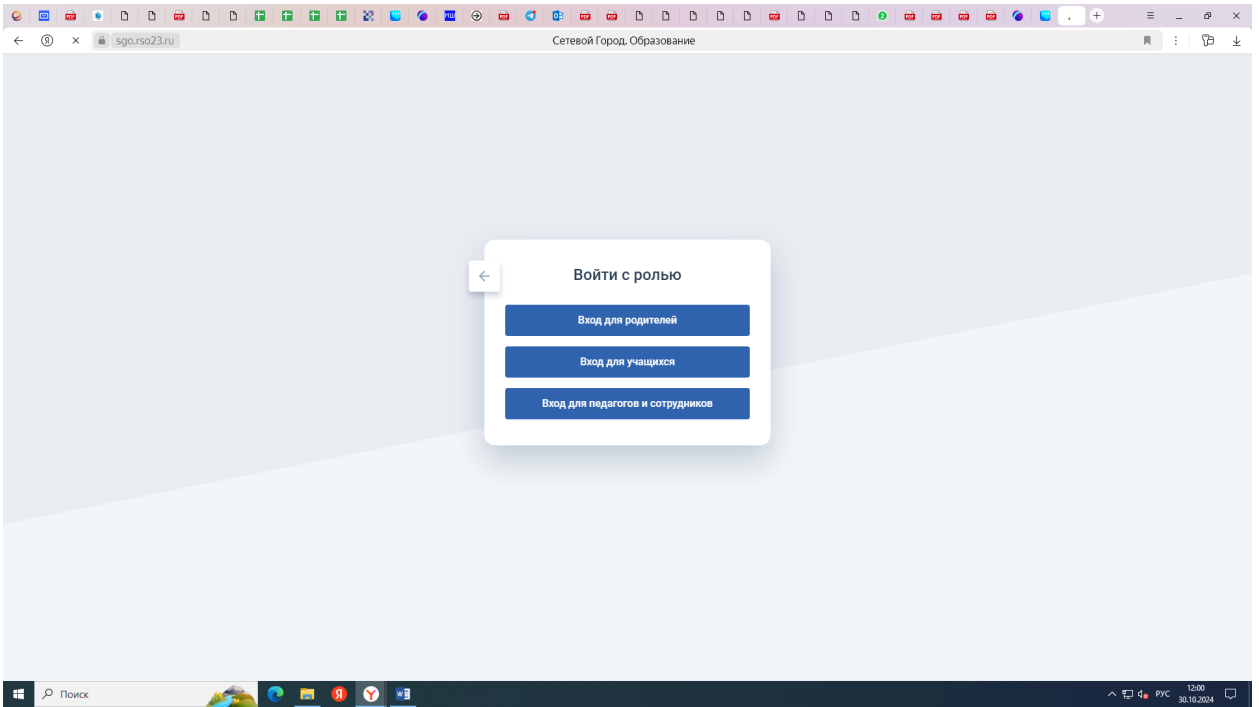 sgo.rso23.ru
Сетевой Город. Образование
Войти с ролью
Вход для родителей
Вход для учащихся
Вход для педагогов и сотрудников
Поиск
РУС
12:00
30.10.2024